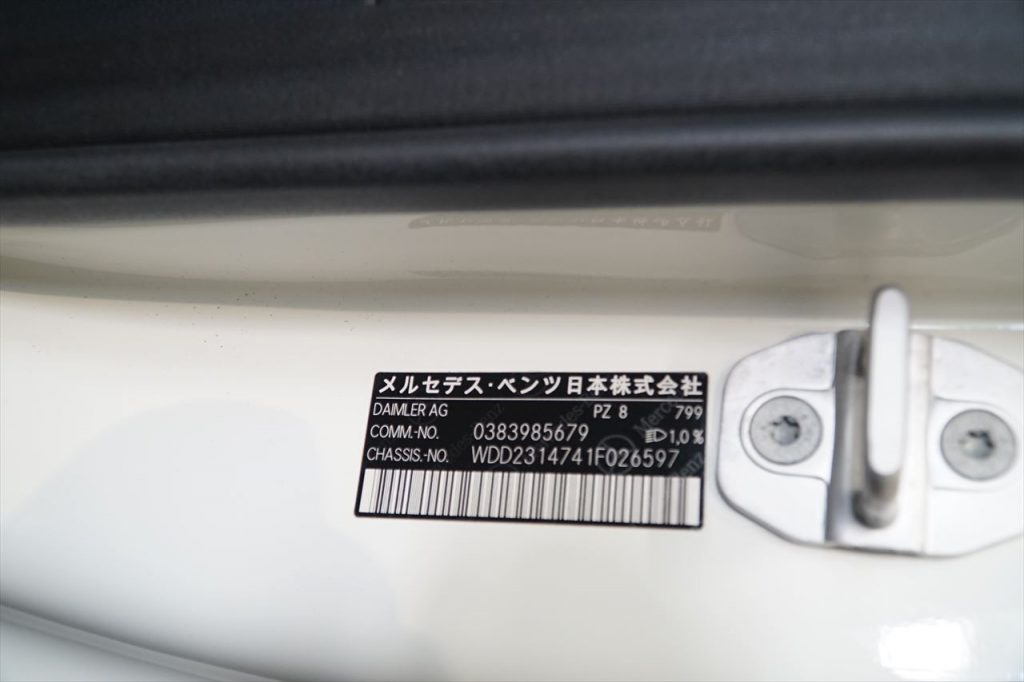 メルセデス・ベンツ日本株式会社
DAIMLER AG PZ 8 799
COMM.-NO. 0383985679 1,0 %
CHASSIS.-NO. WDD2314741F026597